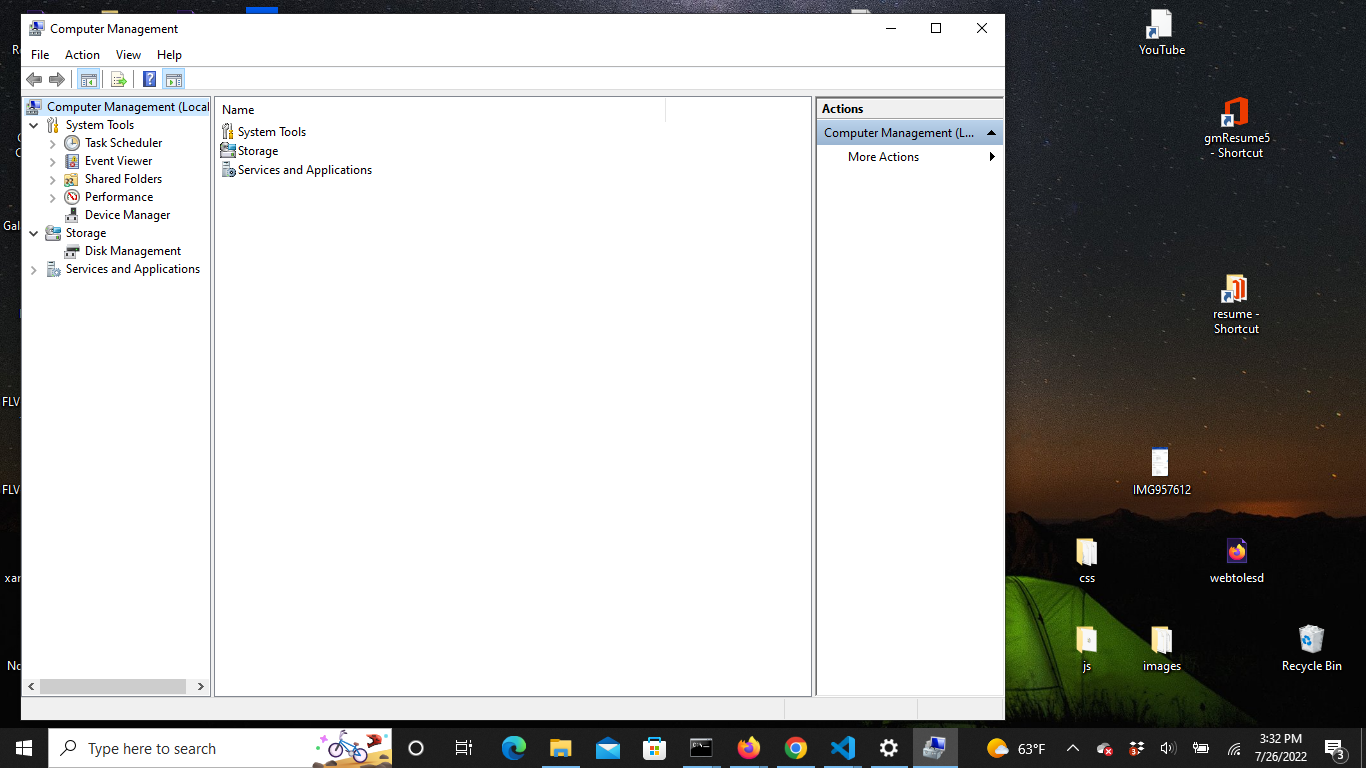 Computer Management
File Action View Help
Computer Management (Local
System Tools
Task Scheduler
Event Viewer
Shared Folders
Performance
Device Manager
Storage
Disk Management
Services and Applications
Name
System Tools
Storage
Services and Applications
Actions
Computer Management (L...
More Actions
YouTube
gmResume5
- Shortcut
resume -
Shortcut
IMG957612
css
webtolesd
js
images
Recycle Bin
Gal
FLV
FLV
xar
Type here to search
63°F
3:32 PM
7/26/2022
3